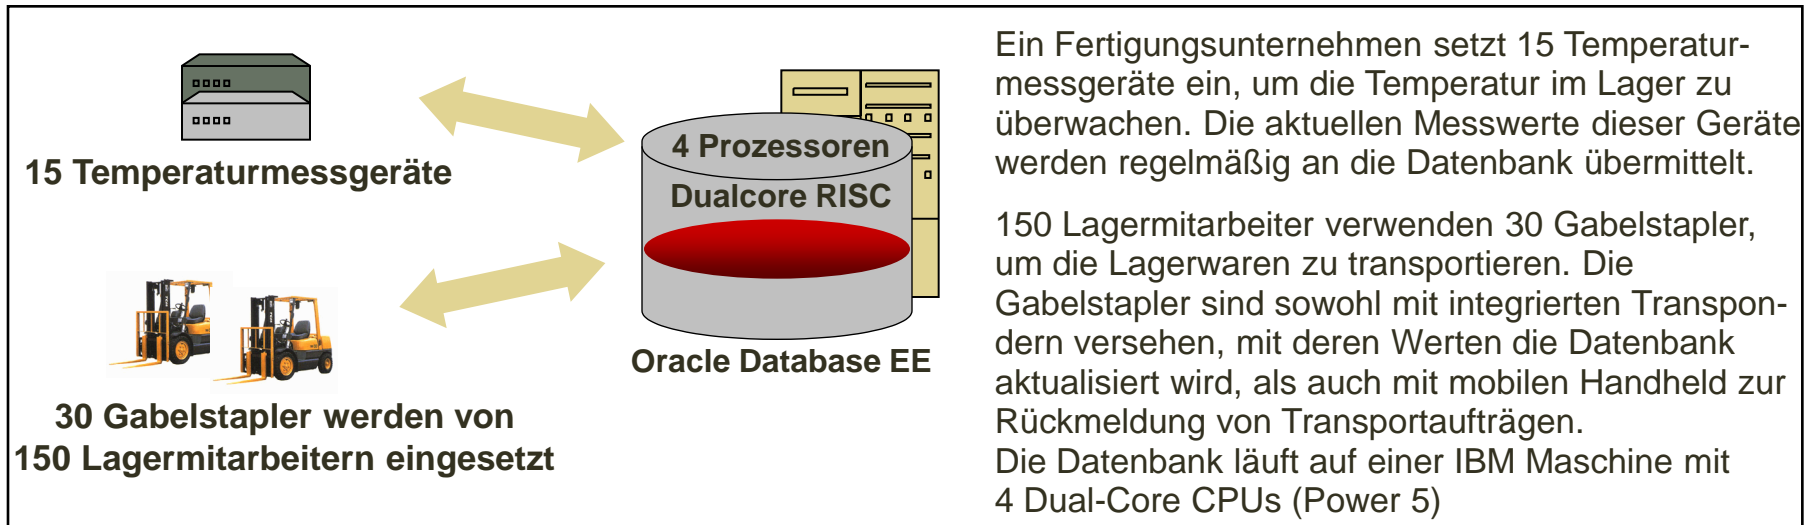 15 Temperaturmessgeräte
30 Gabelstapler werden von
150 Lagermitarbeitern eingesetzt
4 Prozessoren
Dualcore RISC
Oracle Database EE
Ein Fertigungsunternehmen setzt 15 Temperatur-
messgeräte ein, um die Temperatur im Lager zu
überwachen. Die aktuellen Messwerte dieser Geräte
werden regelmäßig an die Datenbank übermittelt.
150 Lagermitarbeiter verwenden 30 Gabelstapler,
um die Lagerwaren zu transportieren. Die
Gabelstapler sind sowohl mit integrierten Transpon-
dern versehen, mit deren Werten die Datenbank
aktualisiert wird, als auch mit mobilen Handheld zur
Rückmeldung von Transportaufträgen.
Die Datenbank läuft auf einer IBM Maschine mit
4 Dual-Core CPUs (Power 5)